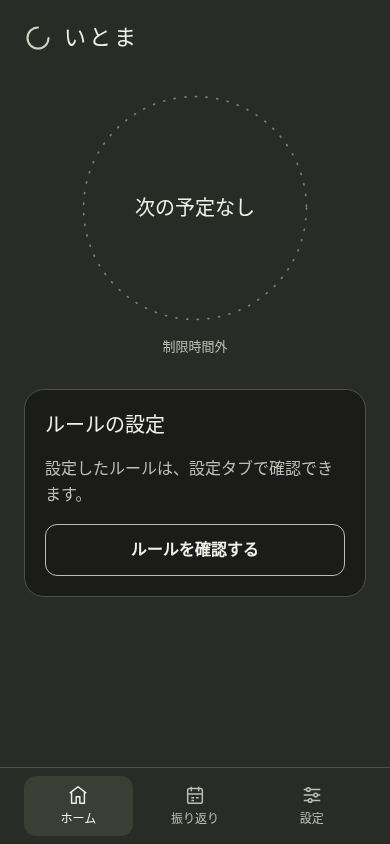 いとま
次の予定なし
制限時間外
ルールの設定
設定したルールは、設定タブで確認でき
ます。
ルールを確認する
ホーム
振り返り
設定